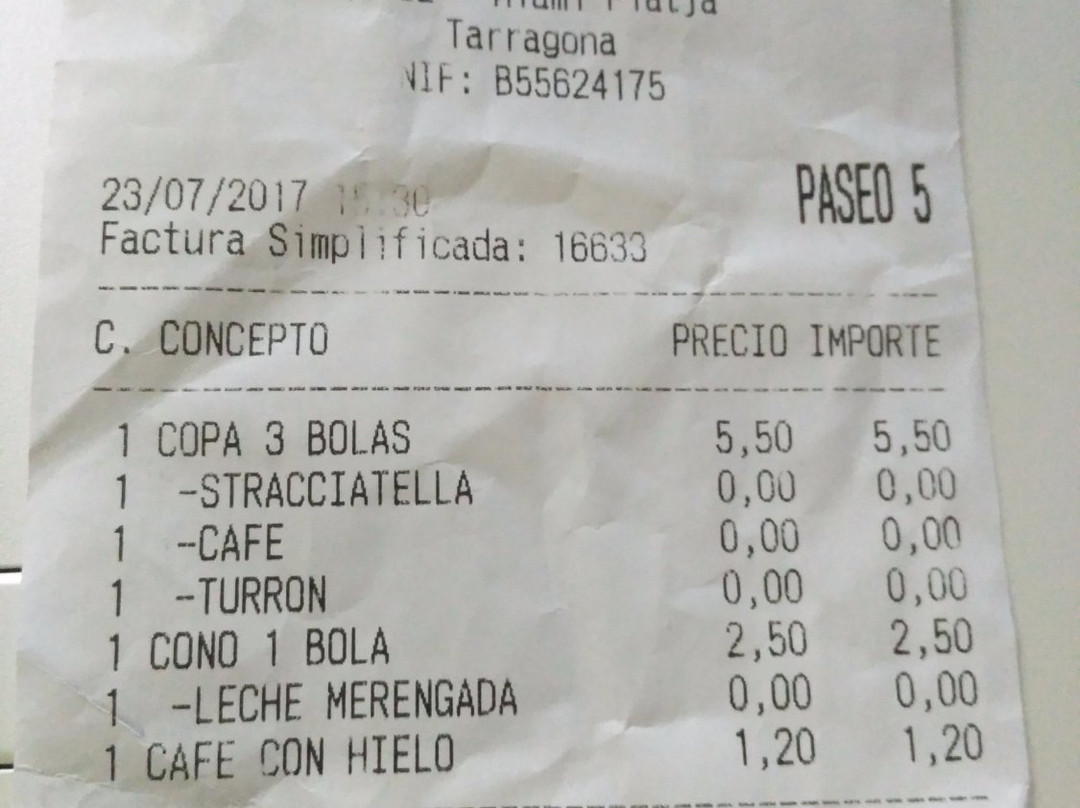 Tarragona
NIF: B55624175
23/07/2017
PASEO 5
Factura Simplificada: 16633
C. CONCEPTO PRECIO IMPORTE
1 COPA 3 BOLAS 5,50 5,50
1 -STRACCIATELLA 0,00 0,00
1 -CAFE 0,00 0,00
1 -TURRON 0,00 0,00
1 CONO 1 BOLA 2,50 2,50
1 -LECHE MERENGADA 0,00 0,00
1 CAFE CON HIELO 1,20 1,20